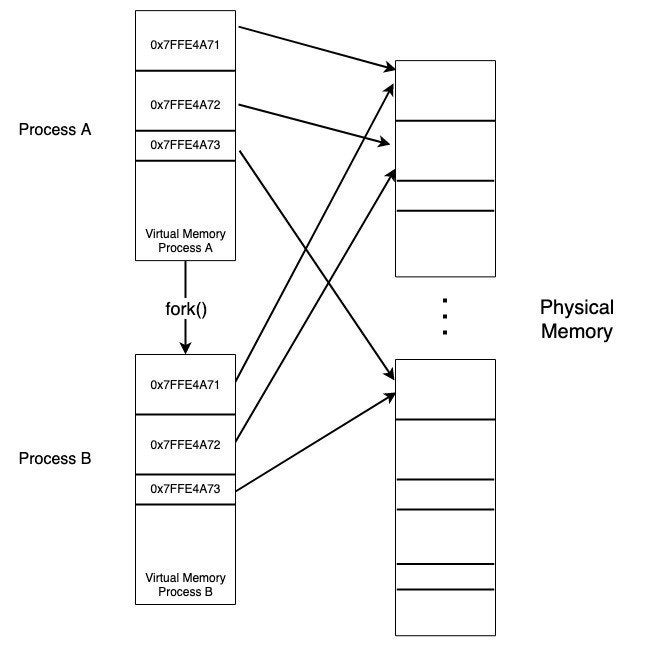 0x7FFE4A71
0x7FFE4A72
Process A
0x7FFE4A73
Virtual Memory
Process A
fork()
Physical
Memory
0x7FFE4A71
0x7FFE4A72
Process B
0x7FFE4A73
Virtual Memory
Process B